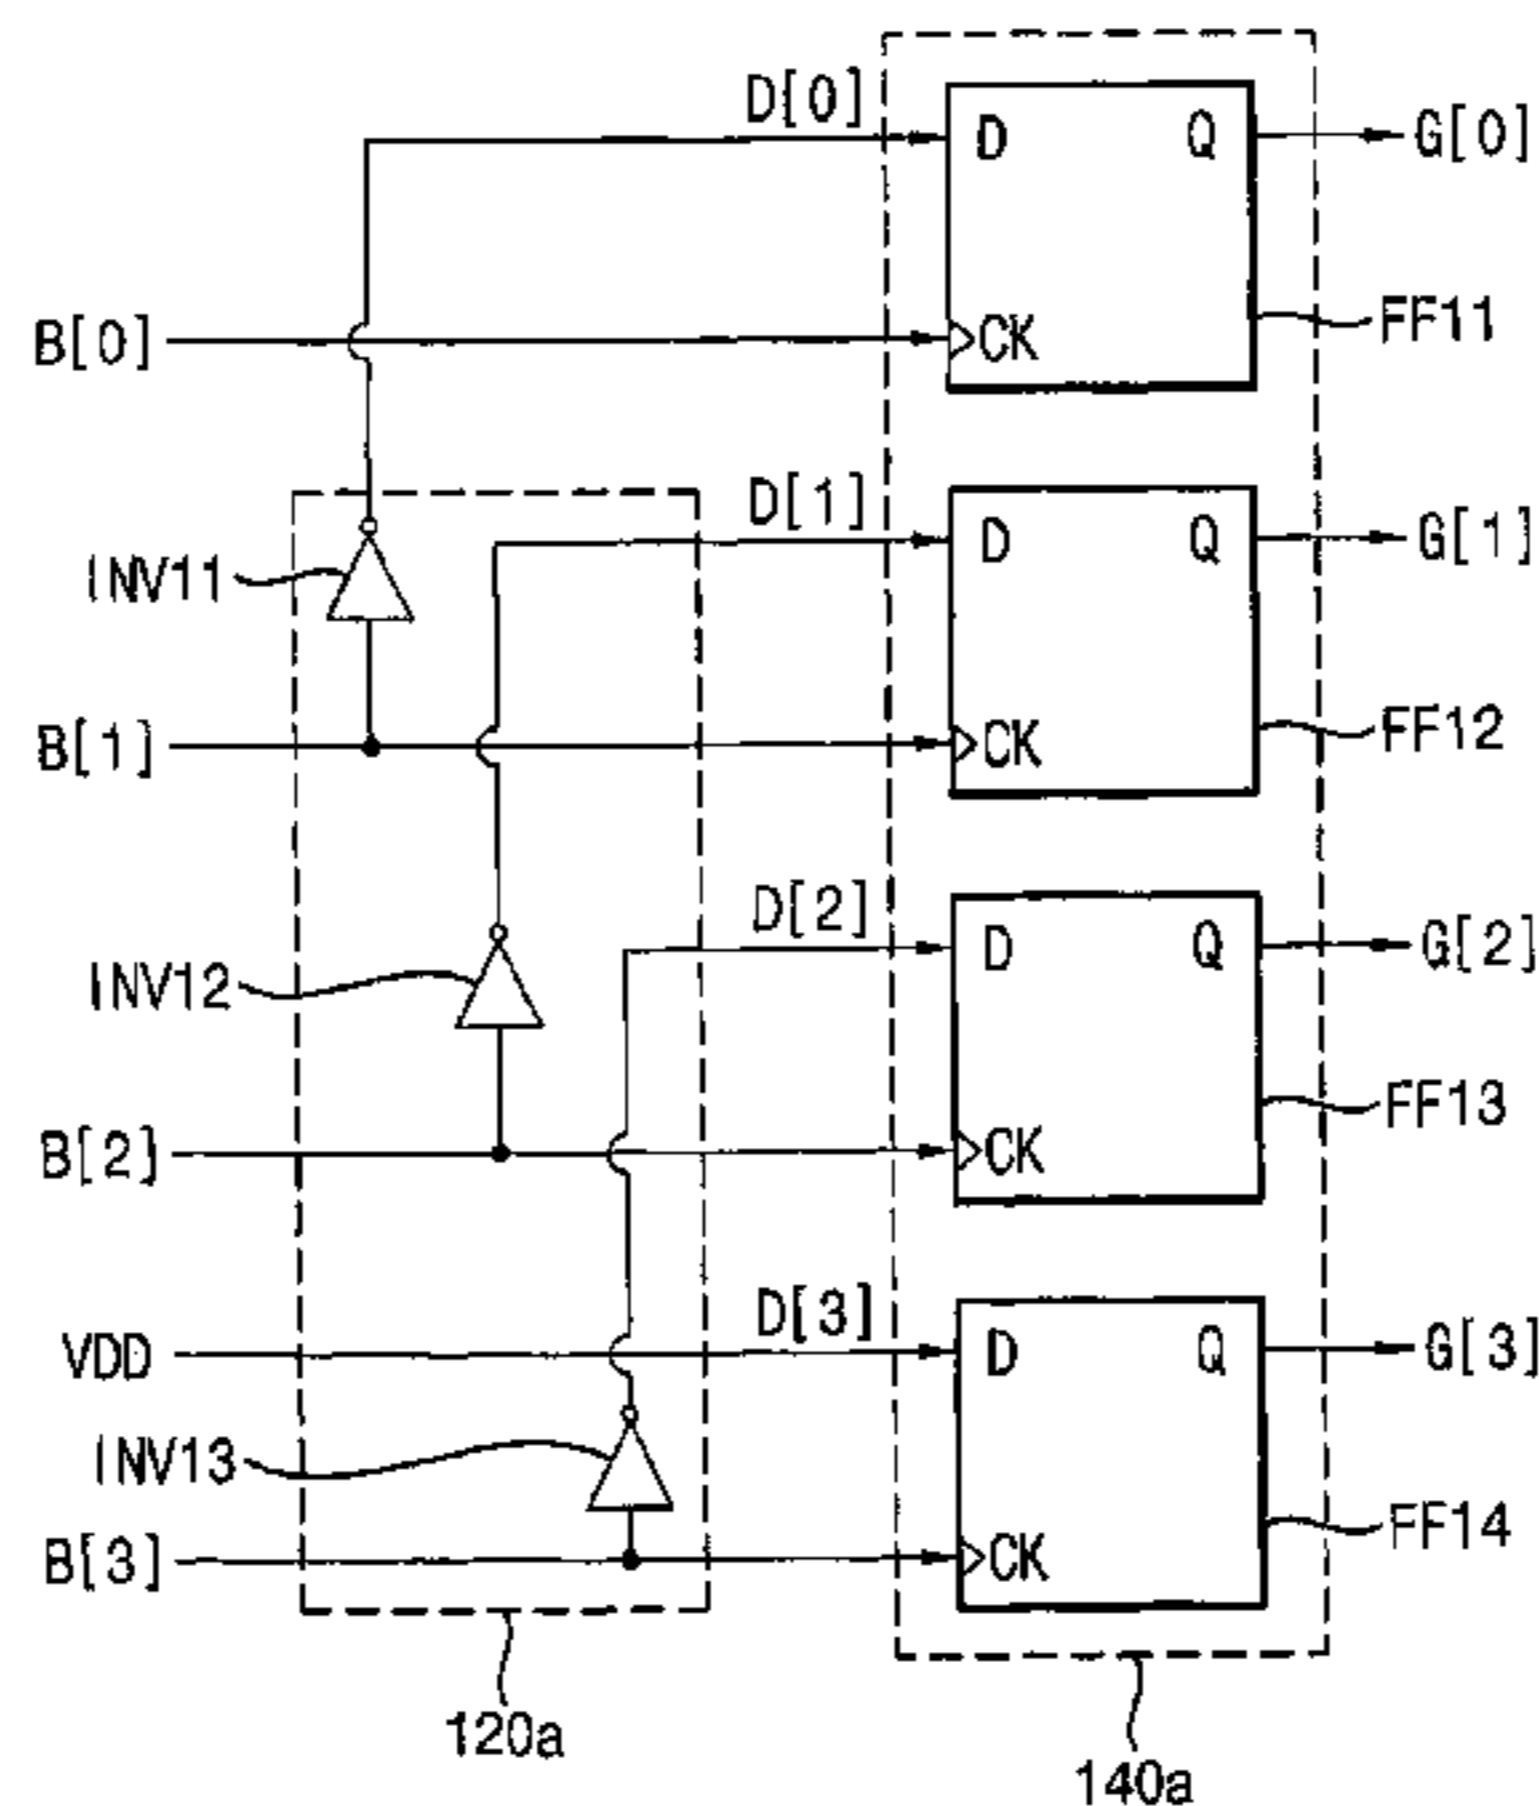 D[0]
D Q G[0]
B[0] CK FF11
D[1]
D Q G[1]
INV11
B[1] CK FF12
D[2]
D Q G[2]
INV12
B[2] CK FF13
D[3]
VDD D Q G[3]
INV13
B[3] CK FF14
120a
140a